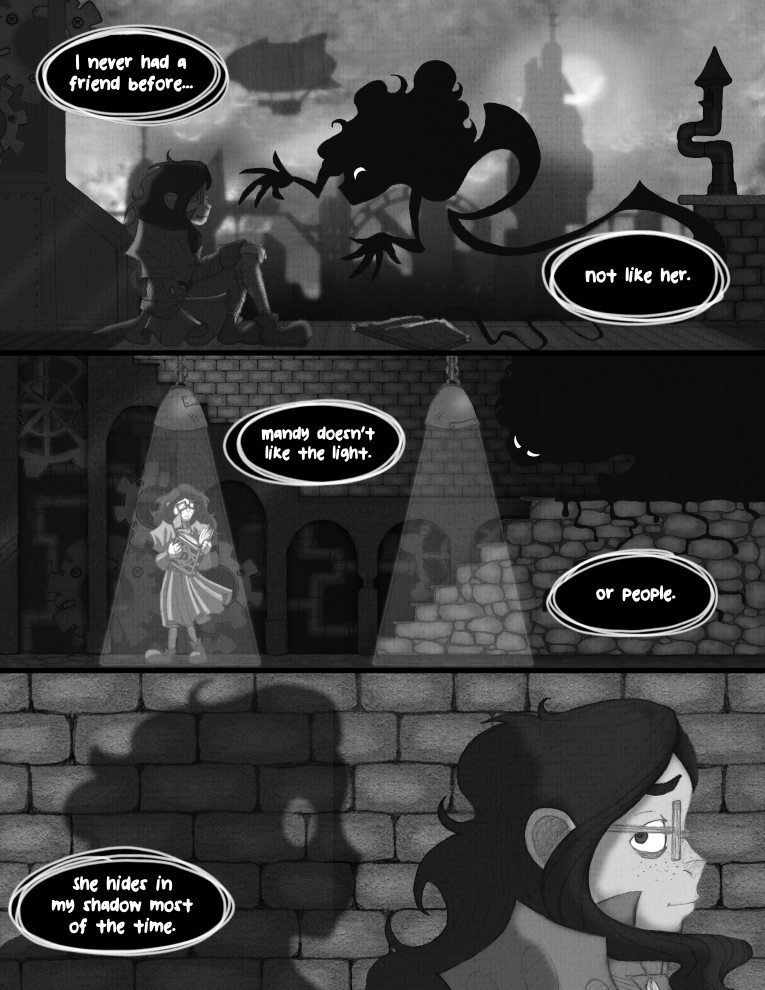 I never had a
friend before...
not like her.
mandy doesn't
like the light.
or people.
she hides in
my shadow most
of the time.